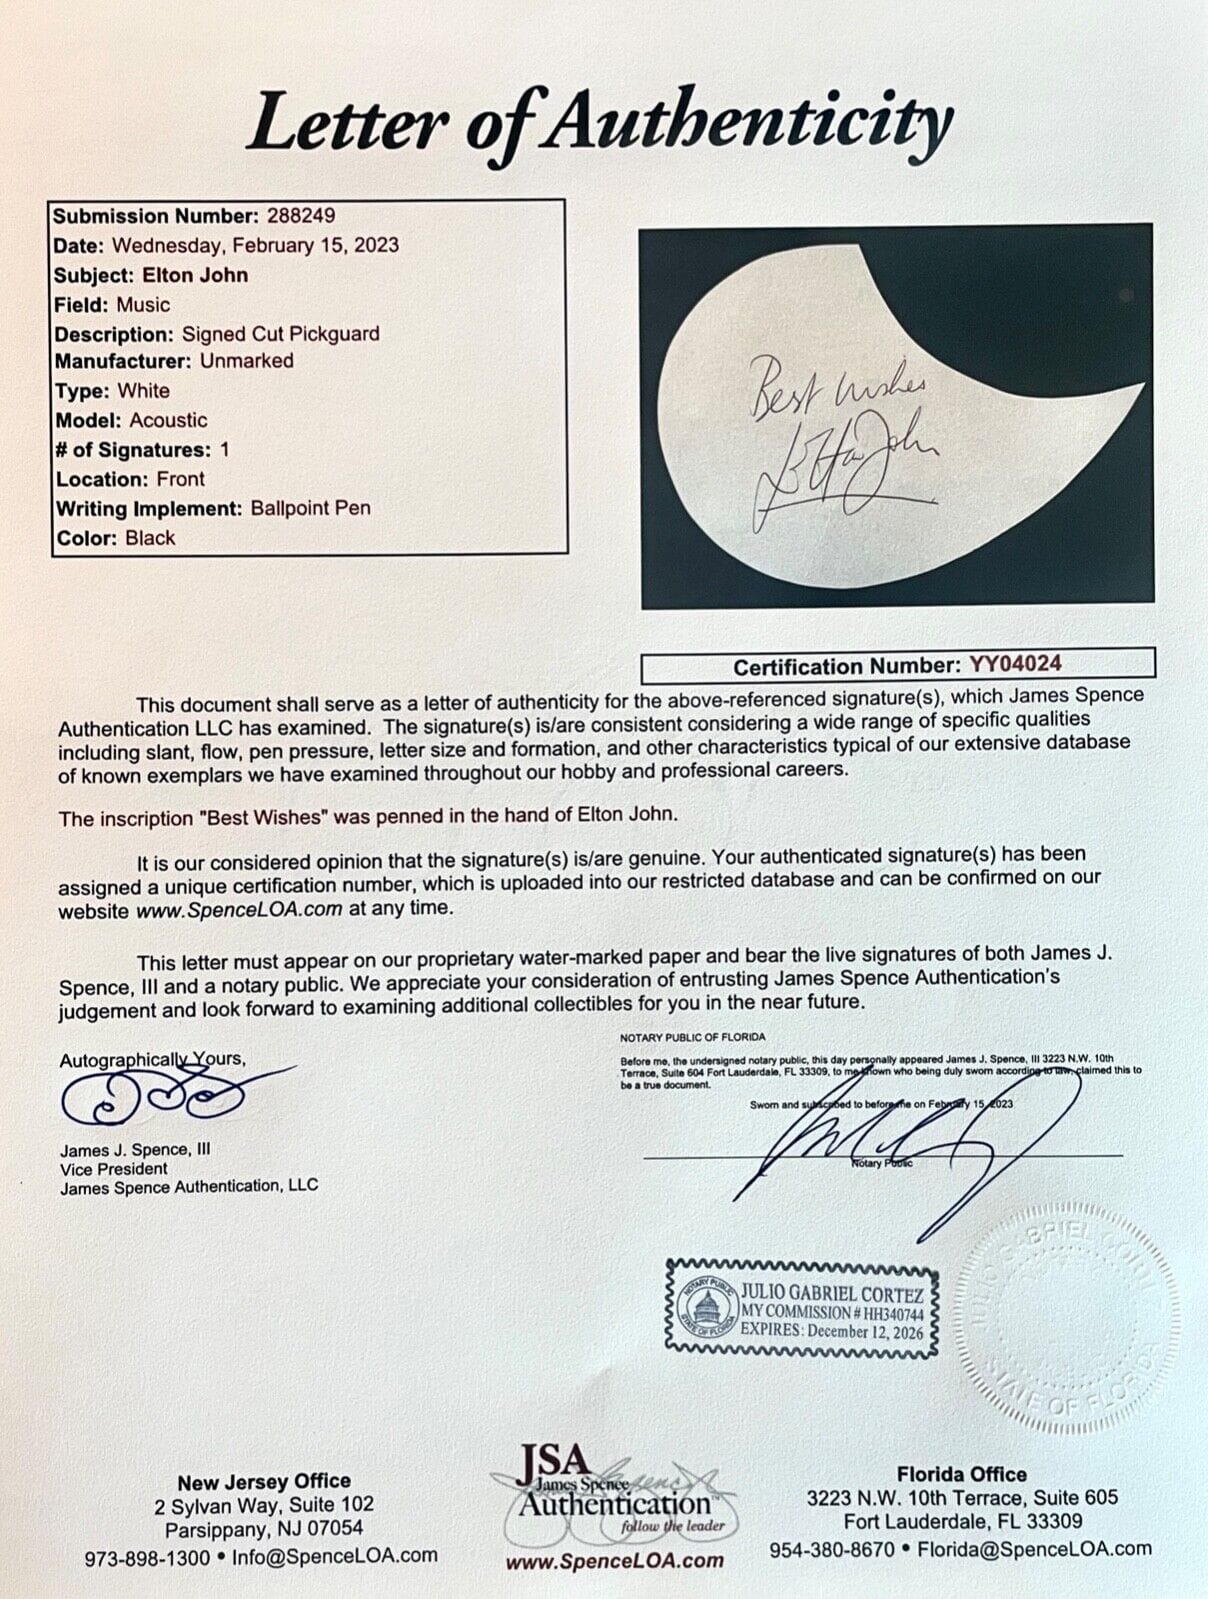 Letter of Authenticity
Submission Number: 288249
Date: Wednesday, February 15, 2023
Subject: Elton John
Field: Music
Description: Signed Cut Pickguard
Manufacturer: Unmarked
Type: White
Model: Acoustic
# of Signatures: 1
Location: Front
Writing Implement: Ballpoint Pen
Color: Black
Best Wishes
Elton John
Certification Number: YY04024
This document shall serve as a letter of authenticity for the above-referenced signature(s), which James Spence
Authentication LLC has examined. The signature(s) is/are consistent considering a wide range of specific qualities
including slant, flow, pen pressure, letter size and formation, and other characteristics typical of our extensive database
of known exemplars we have examined throughout our hobby and professional careers.
The inscription "Best Wishes" was penned in the hand of Elton John.
It is our considered opinion that the signature(s) is/are genuine. Your authenticated signature(s) has been
assigned a unique certification number, which is uploaded into our restricted database and can be confirmed on our
website www.SpenceLOA.com at any time.
This letter must appear on our proprietary water-marked paper and bear the live signatures of both James J.
Spence, III and a notary public. We appreciate your consideration of entrusting James Spence Authentication's
judgement and look forward to examining additional collectibles for you in the near future.
Autographically Yours,
James J. Spence, III
Vice President
James Spence Authentication, LLC
NOTARY PUBLIC OF FLORIDA
Before me, the undersigned notary public, this day personally appeared James J. Spence, III 3223 N.W. 10th
Terrace, Suite 604 Fort Lauderdale, FL 33309, to me known who being duly sworn according to law, claimed this to
be a true document.
Sworn and subscribed to before me on February 15, 2023
Notary Public
NOTARY PUBLIC
STATE OF FLORIDA
JULIO GABRIEL CORTEZ
MY COMMISSION # HH340744
EXPIRES: December 12, 2026
JULIO GABRIEL COR
STATE OF FLORIDA
New Jersey Office
2 Sylvan Way, Suite 102
Parsippany, NJ 07054
973-898-1300 • Info@SpenceLOA.com
JSA
James Spence
Authentication™
follow the leader
www.SpenceLOA.com
Florida Office
3223 N.W. 10th Terrace, Suite 605
Fort Lauderdale, FL 33309
954-380-8670 • Florida@SpenceLOA.com